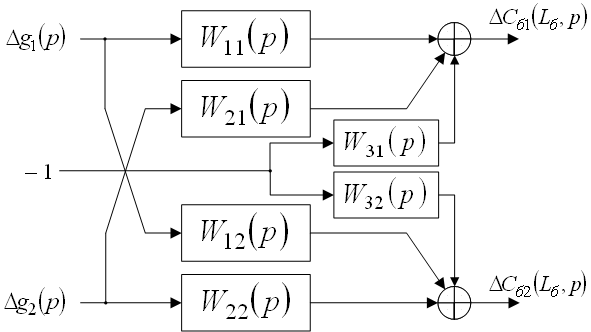 Δg₁(p) W₁₁(p) ΔC_б1(L_б, p)
W₂₁(p)
W₃₁(p)
−1
W₃₂(p)
W₁₂(p)
Δg₂(p) W₂₂(p) ΔC_б2(L_б, p)